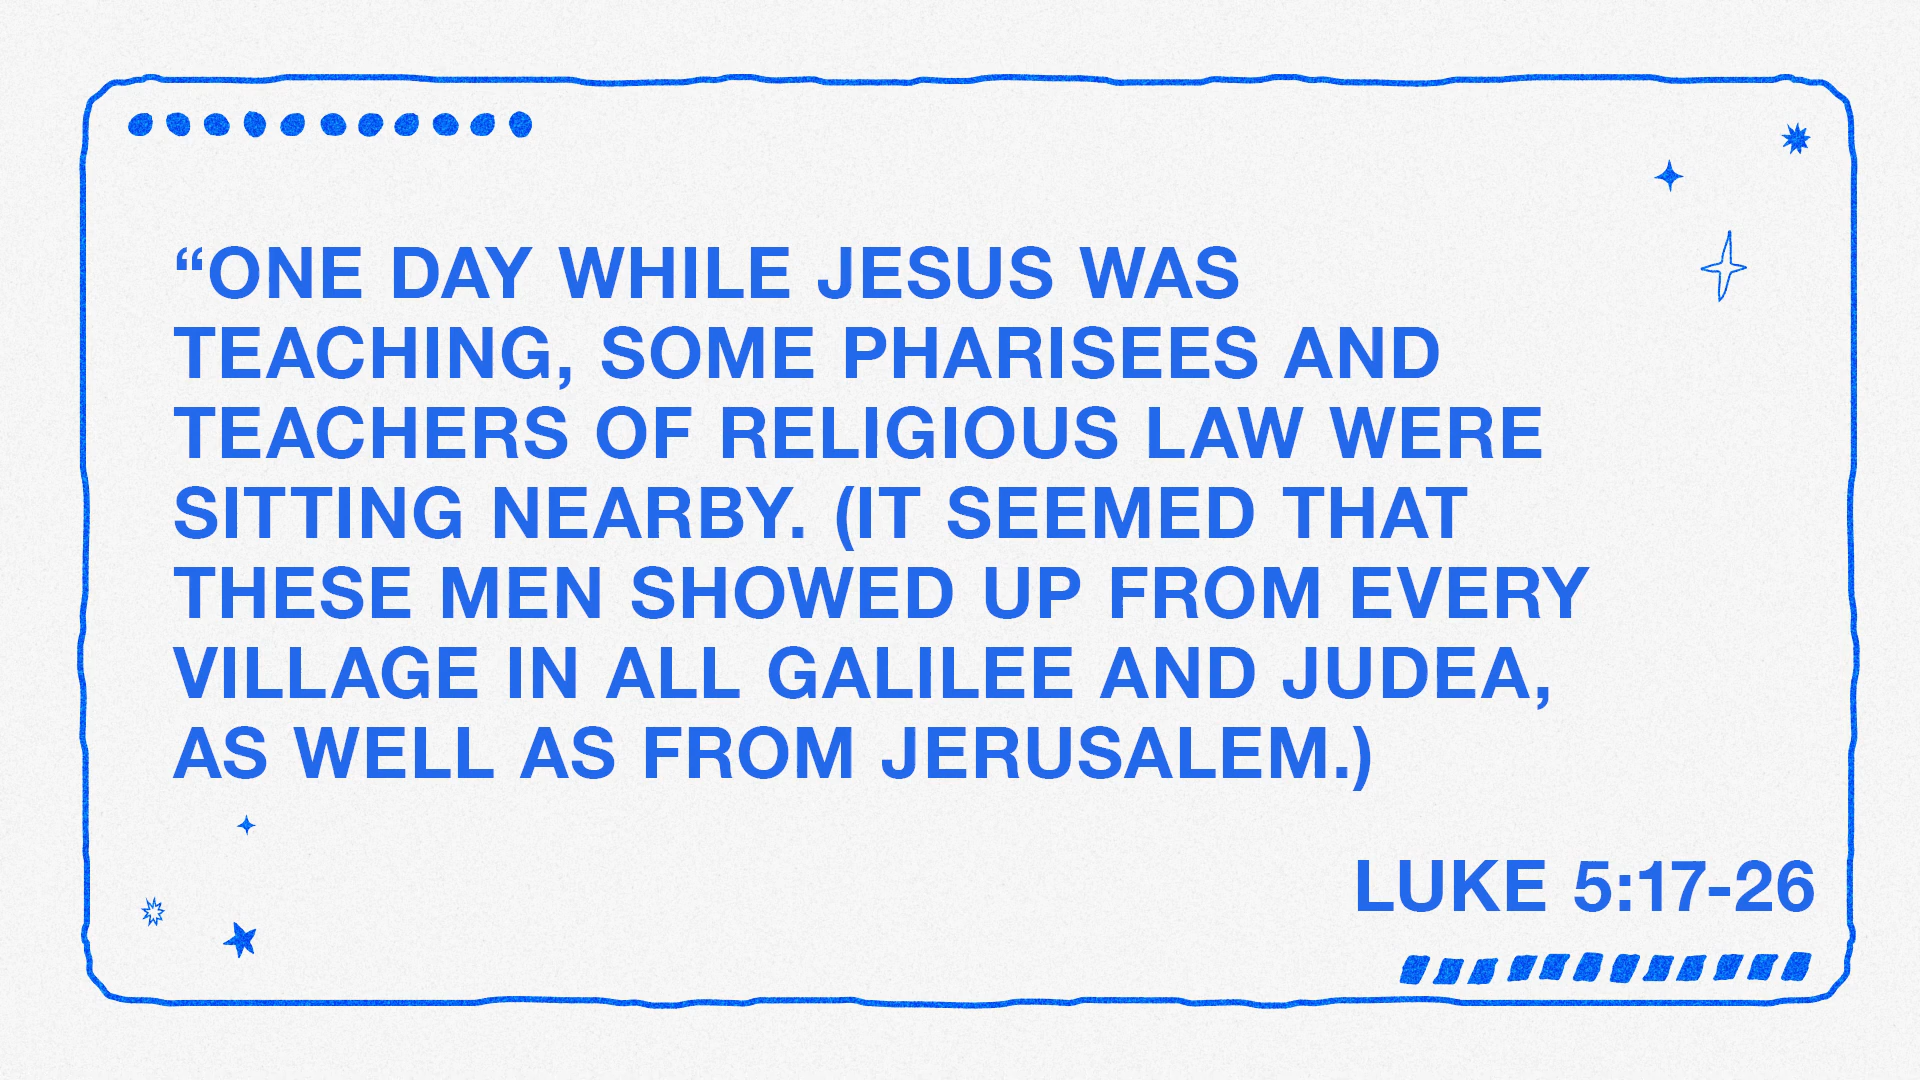 “ONE DAY WHILE JESUS WAS
TEACHING, SOME PHARISEES AND
TEACHERS OF RELIGIOUS LAW WERE
SITTING NEARBY. (IT SEEMED THAT
THESE MEN SHOWED UP FROM EVERY
VILLAGE IN ALL GALILEE AND JUDEA,
AS WELL AS FROM JERUSALEM.)
LUKE 5:17-26